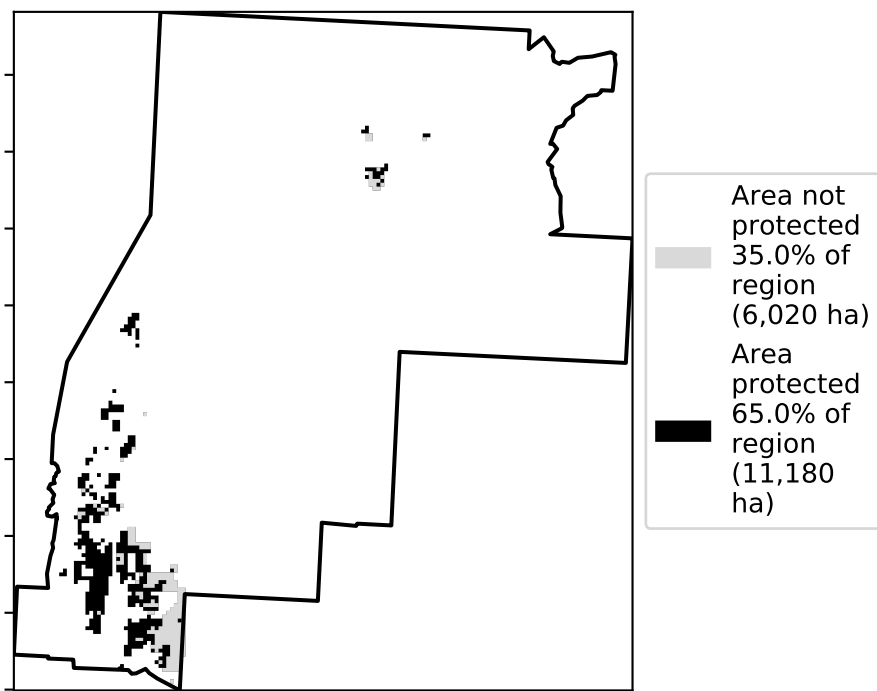 Area not
protected
35.0% of
region
(6,020 ha)
Area
protected
65.0% of
region
(11,180
ha)